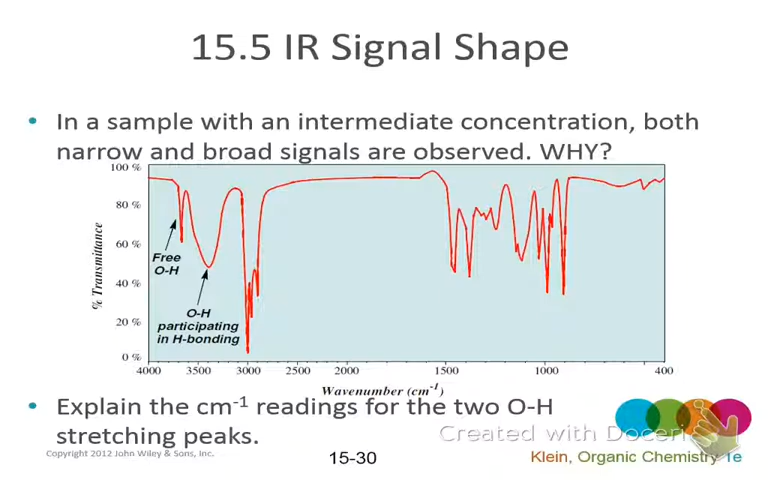 15.5 IR Signal Shape
• In a sample with an intermediate concentration, both
narrow and broad signals are observed. WHY?
100 %
80 %
60 %
40 %
20 %
0 %
% Transmittance
Free
O-H
O-H
participating
in H-bonding
4000 3500 3000 2500 2000 1500 1000 400
Wavenumber (cm-1)
• Explain the cm-1 readings for the two O-H
stretching peaks.
Created with
Copyright 2012 John Wiley & Sons, Inc.
15-30
Klein, Organic Chemistry 1e